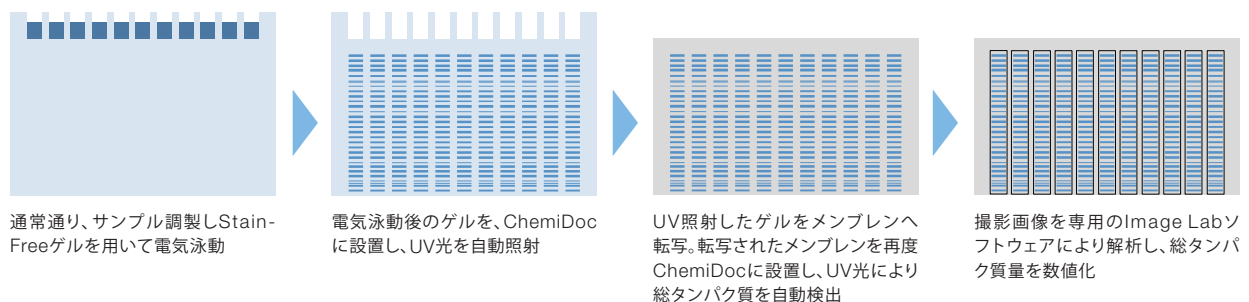 通常通り、サンプル調製しStain-
Freeゲルを用いて電気泳動
電気泳動後のゲルを、ChemiDoc
に設置し、UV光を自動照射
UV照射したゲルをメンブレンへ
転写。転写されたメンブレンを再度
ChemiDocに設置し、UV光により
総タンパク質を自動検出
撮影画像を専用のImage Labソ
フトウェアにより解析し、総タンパ
ク質量を数値化